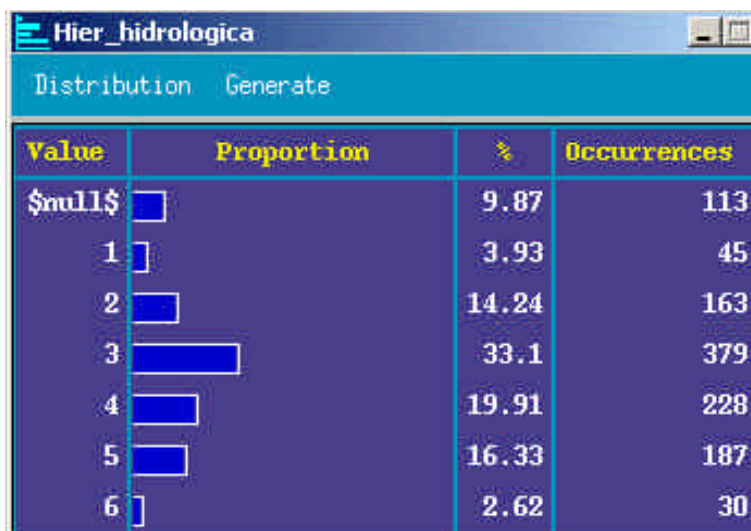 Hier_hidrologica
Distribution Generate
Value Proportion % Occurrences
$null$ 9.87 113
1 3.93 45
2 14.24 163
3 33.1 379
4 19.91 228
5 16.33 187
6 2.62 30